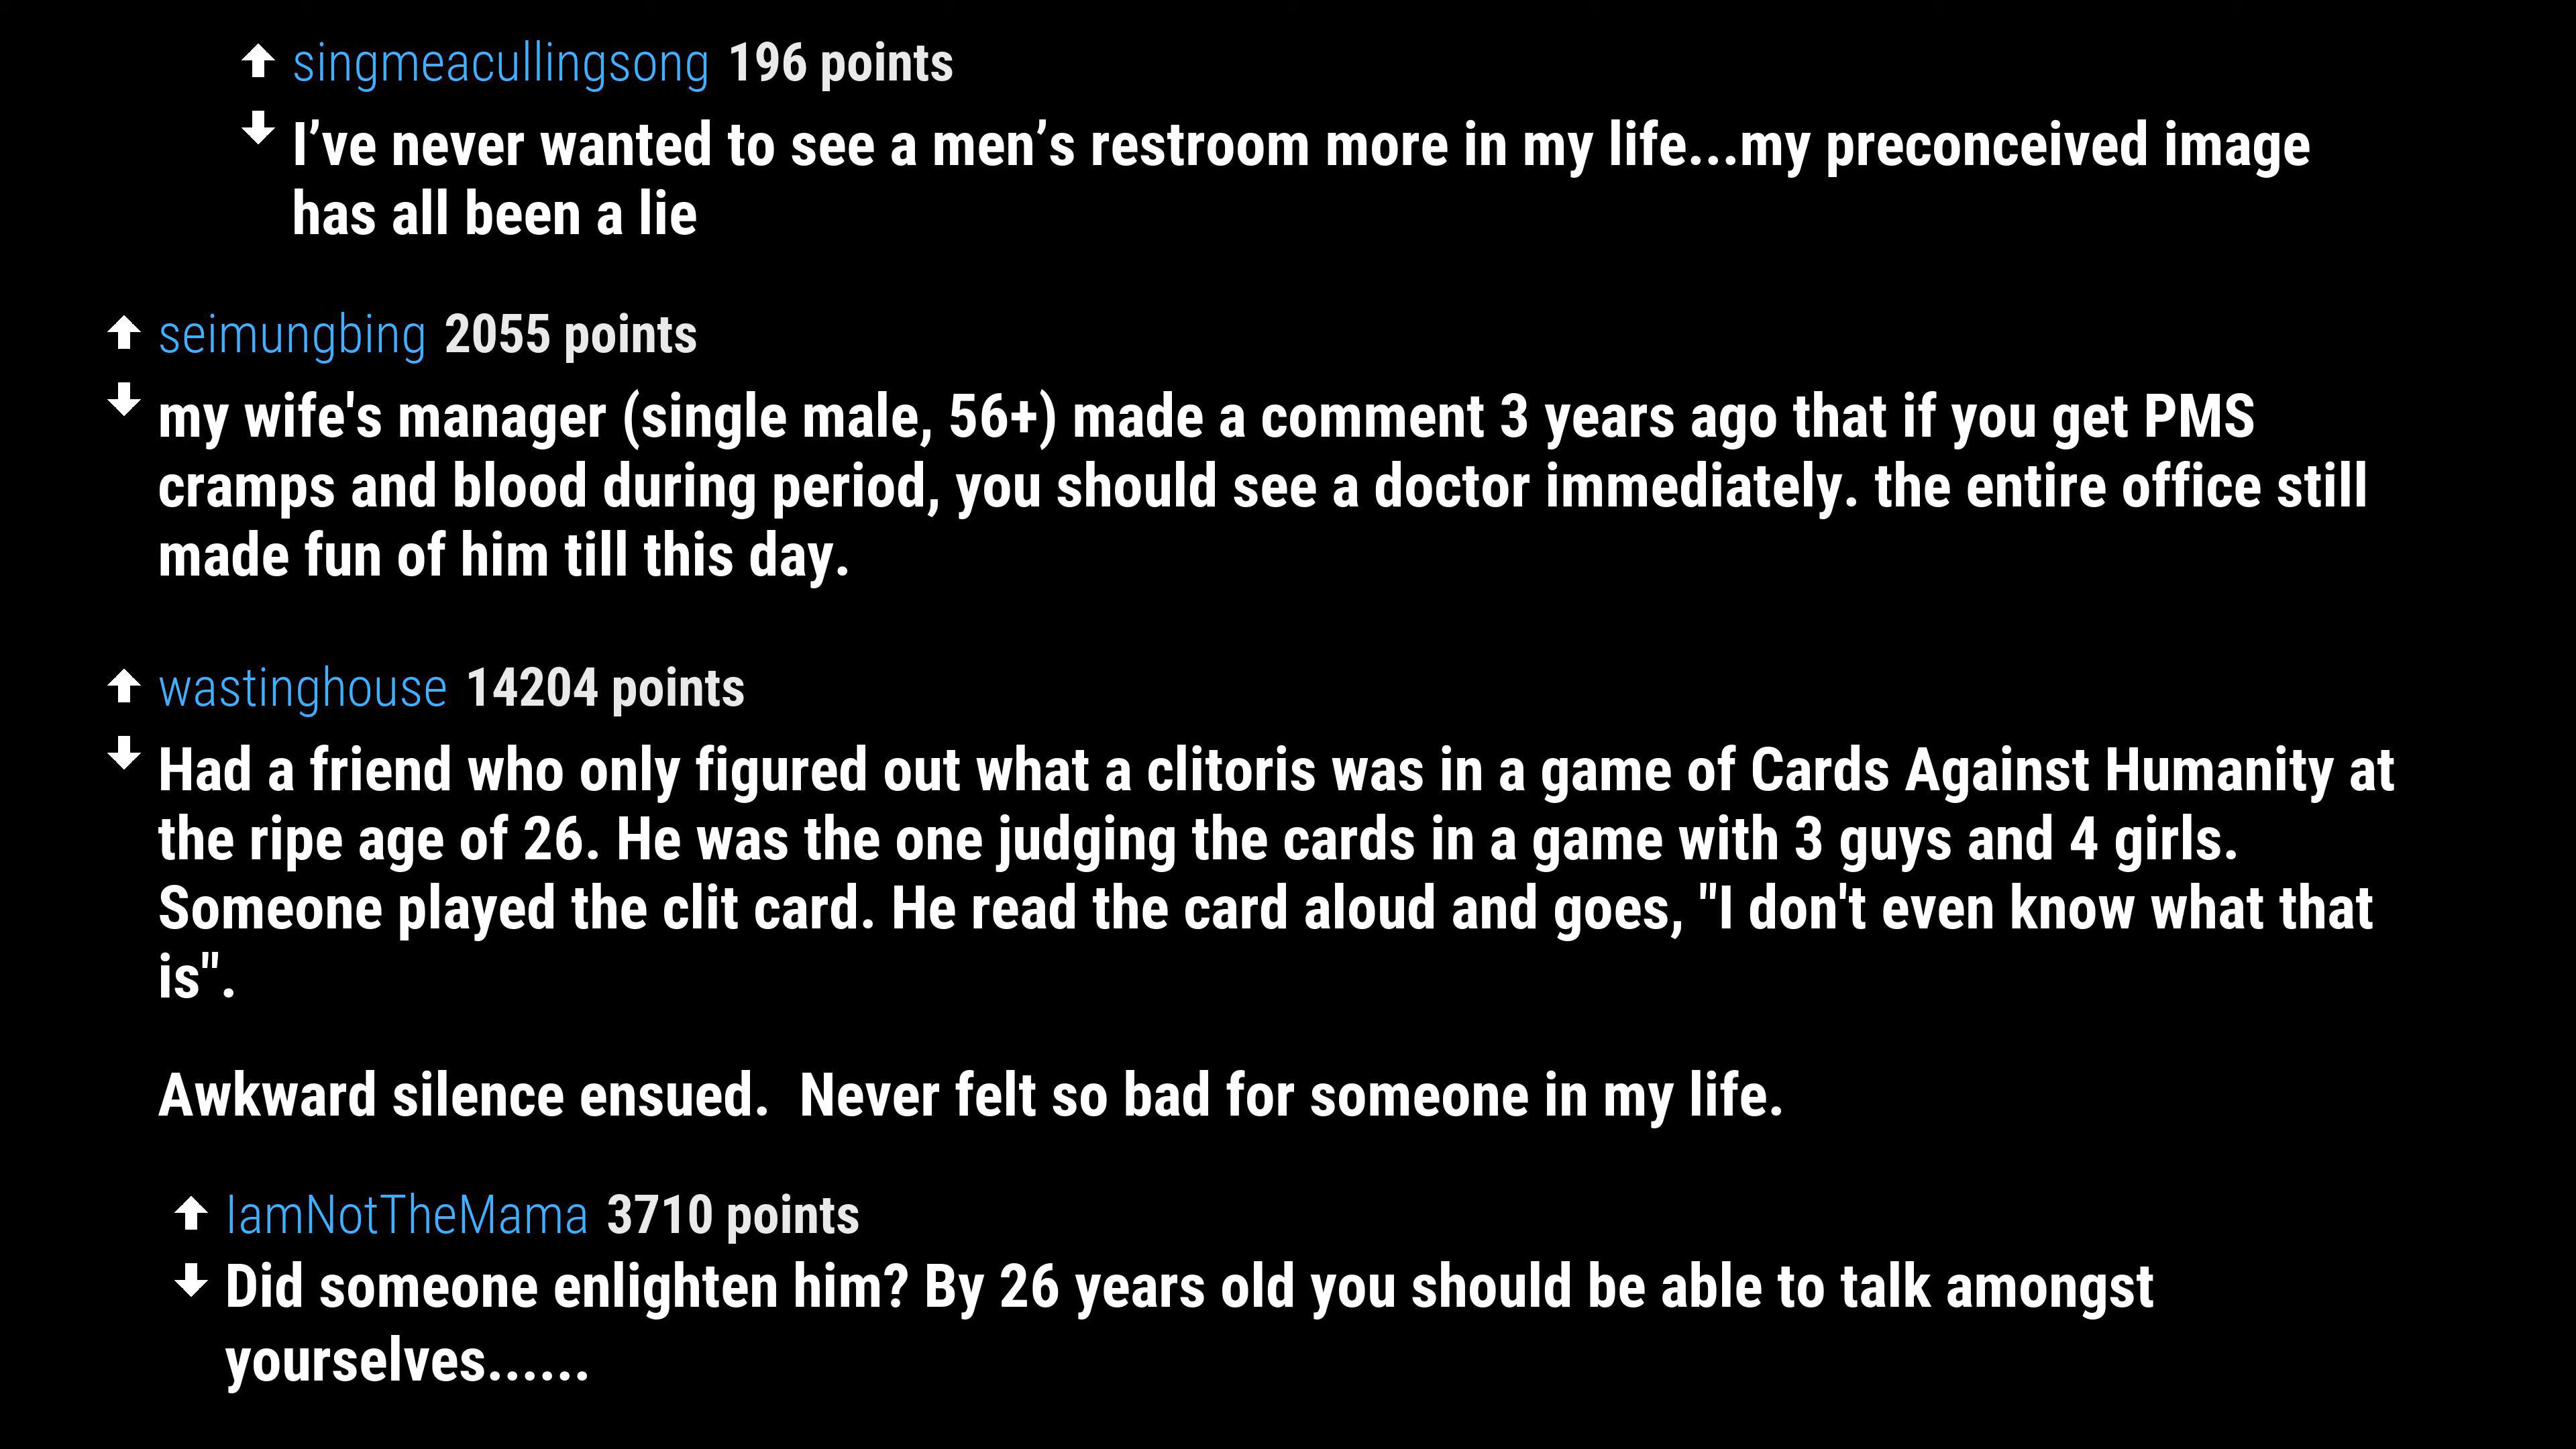 singmeacullingsong 196 points
I’ve never wanted to see a men’s restroom more in my life...my preconceived image
has all been a lie
seimungbing 2055 points
my wife's manager (single male, 56+) made a comment 3 years ago that if you get PMS
cramps and blood during period, you should see a doctor immediately. the entire office still
made fun of him till this day.
wastinghouse 14204 points
Had a friend who only figured out what a clitoris was in a game of Cards Against Humanity at
the ripe age of 26. He was the one judging the cards in a game with 3 guys and 4 girls.
Someone played the clit card. He read the card aloud and goes, "I don't even know what that
is".
Awkward silence ensued.  Never felt so bad for someone in my life.
IamNotTheMama 3710 points
Did someone enlighten him? By 26 years old you should be able to talk amongst
yourselves......